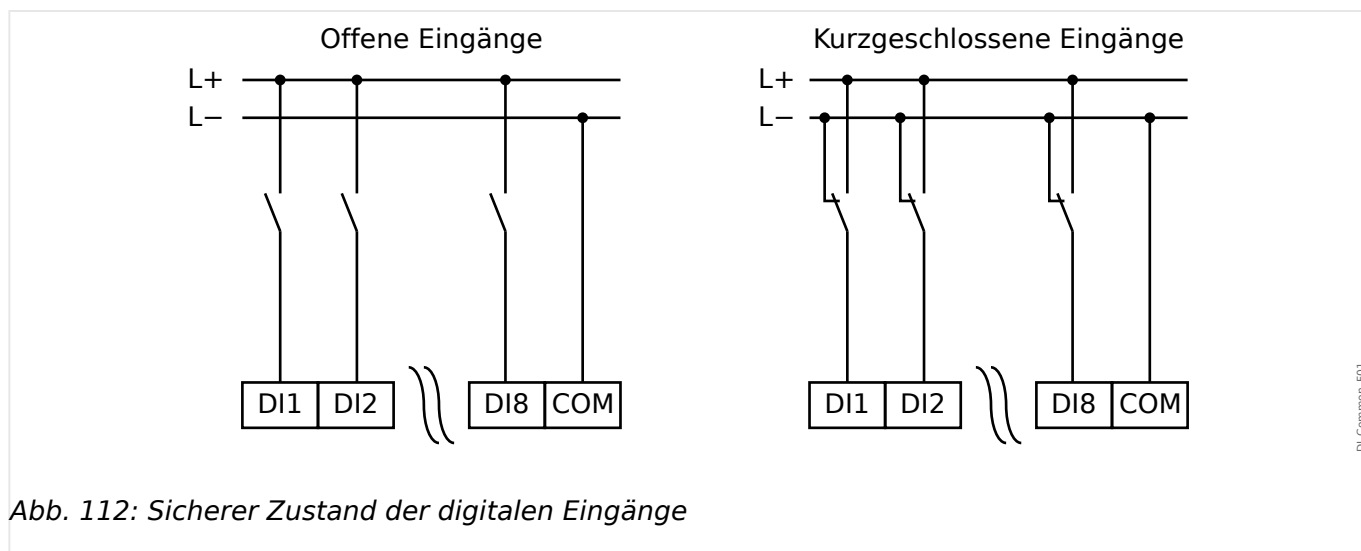 Offene Eingänge
Kurzgeschlossene Eingänge
L+
L−
L+
L−
DI1 DI2 DI8 COM
DI1 DI2 DI8 COM
DI_Common_E01
Abb. 112: Sicherer Zustand der digitalen Eingänge